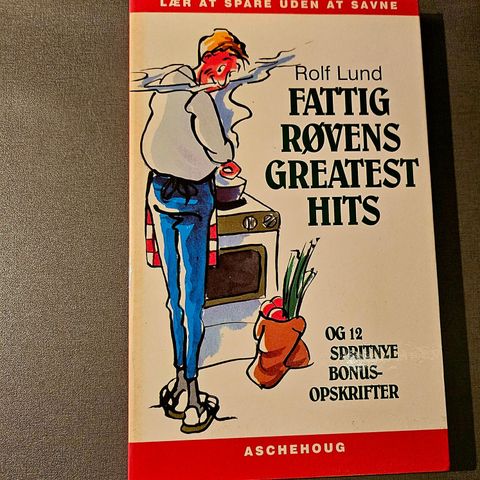 LÆR AT SPARE UDEN AT SAVNE
Rolf Lund
FATTIG
RØVENS
GREATEST
HITS
OG 12
SPRITNYE
BONUS-
OPSKRIFTER
ASCHEHOUG